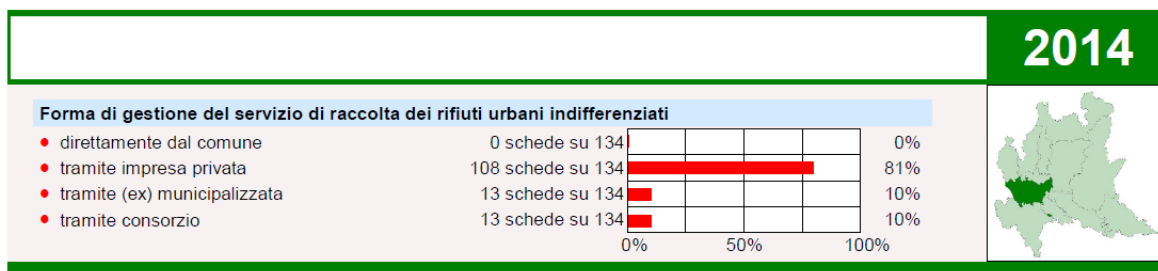 2014
Forma di gestione del servizio di raccolta dei rifiuti urbani indifferenziati
direttamente dal comune 0 schede su 134 0%
tramite impresa privata 108 schede su 134 81%
tramite (ex) municipalizzata 13 schede su 134 10%
tramite consorzio 13 schede su 134 10%
0% 50% 100%